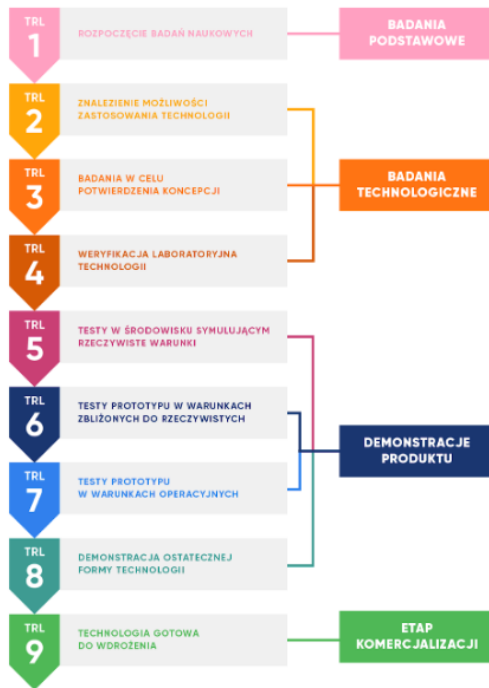 TRL
1
ROZPOCZĘCIE BADAŃ NAUKOWYCH
BADANIA
PODSTAWOWE
TRL
2
ZNALEZIENIE MOŻLIWOŚCI
ZASTOSOWANIA TECHNOLOGII
TRL
3
BADANIA W CELU
POTWIERDZENIA KONCEPCJI
BADANIA
TECHNOLOGICZNE
TRL
4
WERYFIKACJA LABORATORYJNA
TECHNOLOGII
TRL
5
TESTY W ŚRODOWISKU SYMULUJĄCYM
RZECZYWISTE WARUNKI
TRL
6
TESTY PROTOTYPU W WARUNKACH
ZBLIŻONYCH DO RZECZYWISTYCH
DEMONSTRACJE
PRODUKTU
TRL
7
TESTY PROTOTYPU
W WARUNKACH OPERACYJNYCH
TRL
8
DEMONSTRACJA OSTATECZNEJ
FORMY TECHNOLOGII
TRL
9
TECHNOLOGIA GOTOWA
DO WDROŻENIA
ETAP
KOMERCJALIZACJI